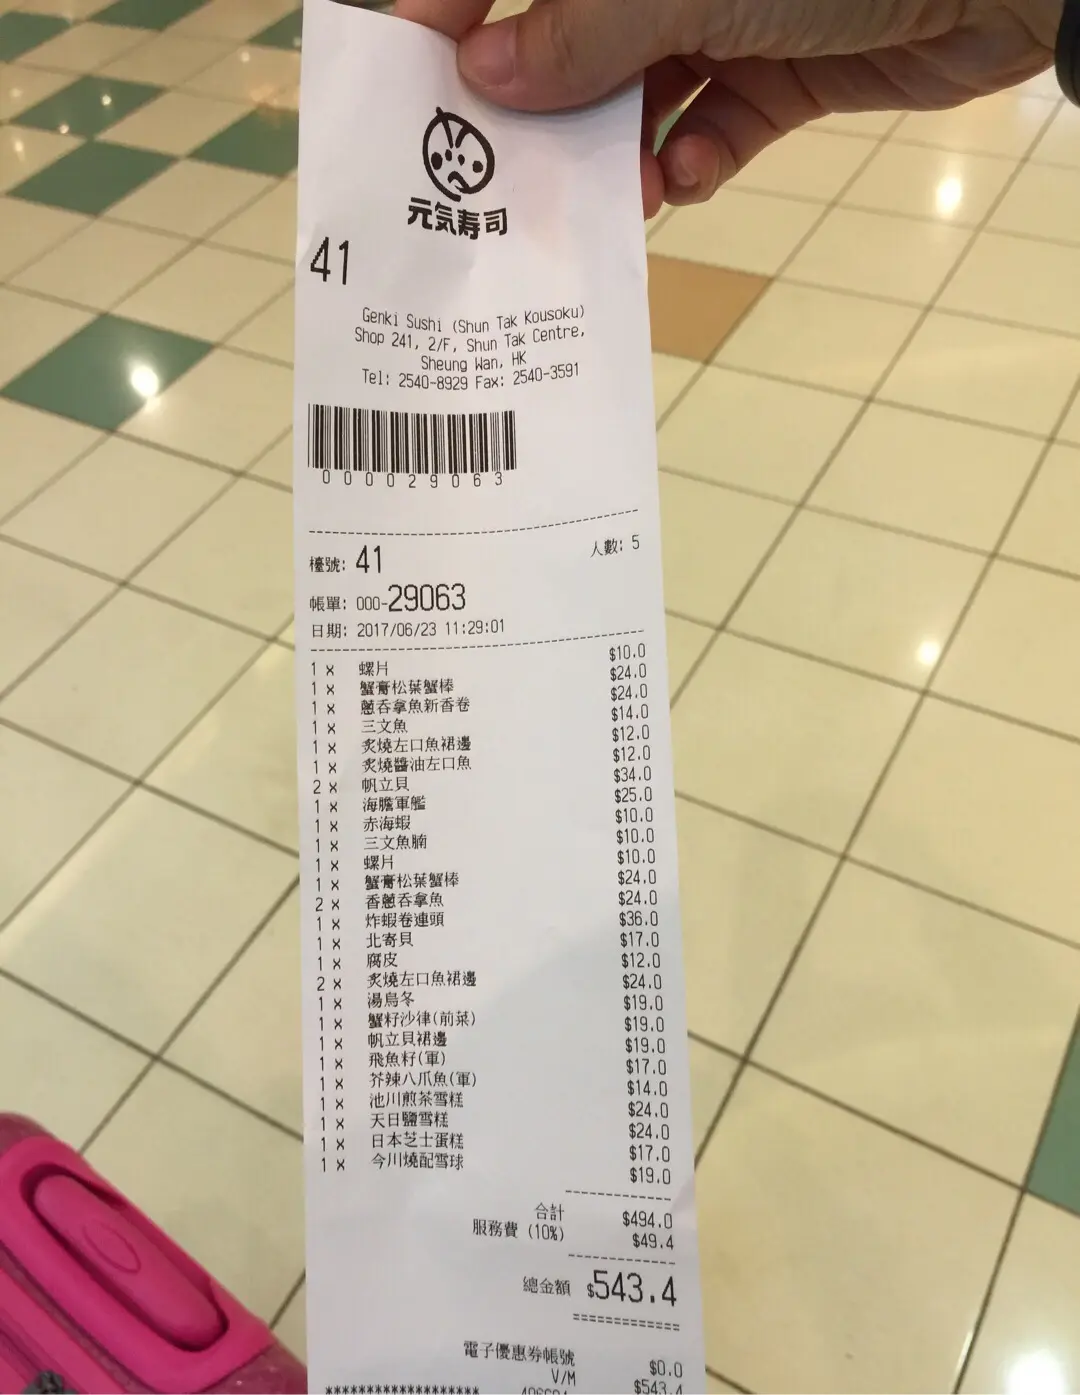 元気寿司
41
Genki Sushi (Shun Tak Kousoku)
Shop 241, 2/F, Shun Tak Centre,
Sheung Wan, HK
Tel: 2540-8929 Fax: 2540-3591
000029063
檯號: 41 人數: 5
帳單: 000-29063
日期: 2017/06/23 11:29:01
1 x 螺片 $10.0
1 x 蟹膏松葉蟹棒 $24.0
1 x 蔥吞拿魚新香卷 $24.0
1 x 三文魚 $14.0
1 x 炙燒左口魚裙邊 $12.0
1 x 炙燒醬油左口魚 $12.0
2 x 帆立貝 $34.0
1 x 海膽軍艦 $25.0
1 x 赤海蝦 $10.0
1 x 三文魚腩 $10.0
1 x 螺片 $10.0
1 x 蟹膏松葉蟹棒 $24.0
2 x 香蔥吞拿魚 $24.0
1 x 炸蝦卷連頭 $36.0
1 x 北寄貝 $17.0
1 x 腐皮 $12.0
2 x 炙燒左口魚裙邊 $24.0
1 x 湯烏冬 $19.0
1 x 蟹籽沙律(前菜) $19.0
1 x 帆立貝裙邊 $19.0
1 x 飛魚籽(軍) $17.0
1 x 芥辣八爪魚(軍) $14.0
1 x 池川煎茶雪糕 $24.0
1 x 天日鹽雪糕 $24.0
1 x 日本芝士蛋糕 $17.0
1 x 今川燒配雪球 $19.0
合計 $494.0
服務費 (10%) $49.4
總金額 $543.4
電子優惠券帳號 $0.0
V/M $543.4